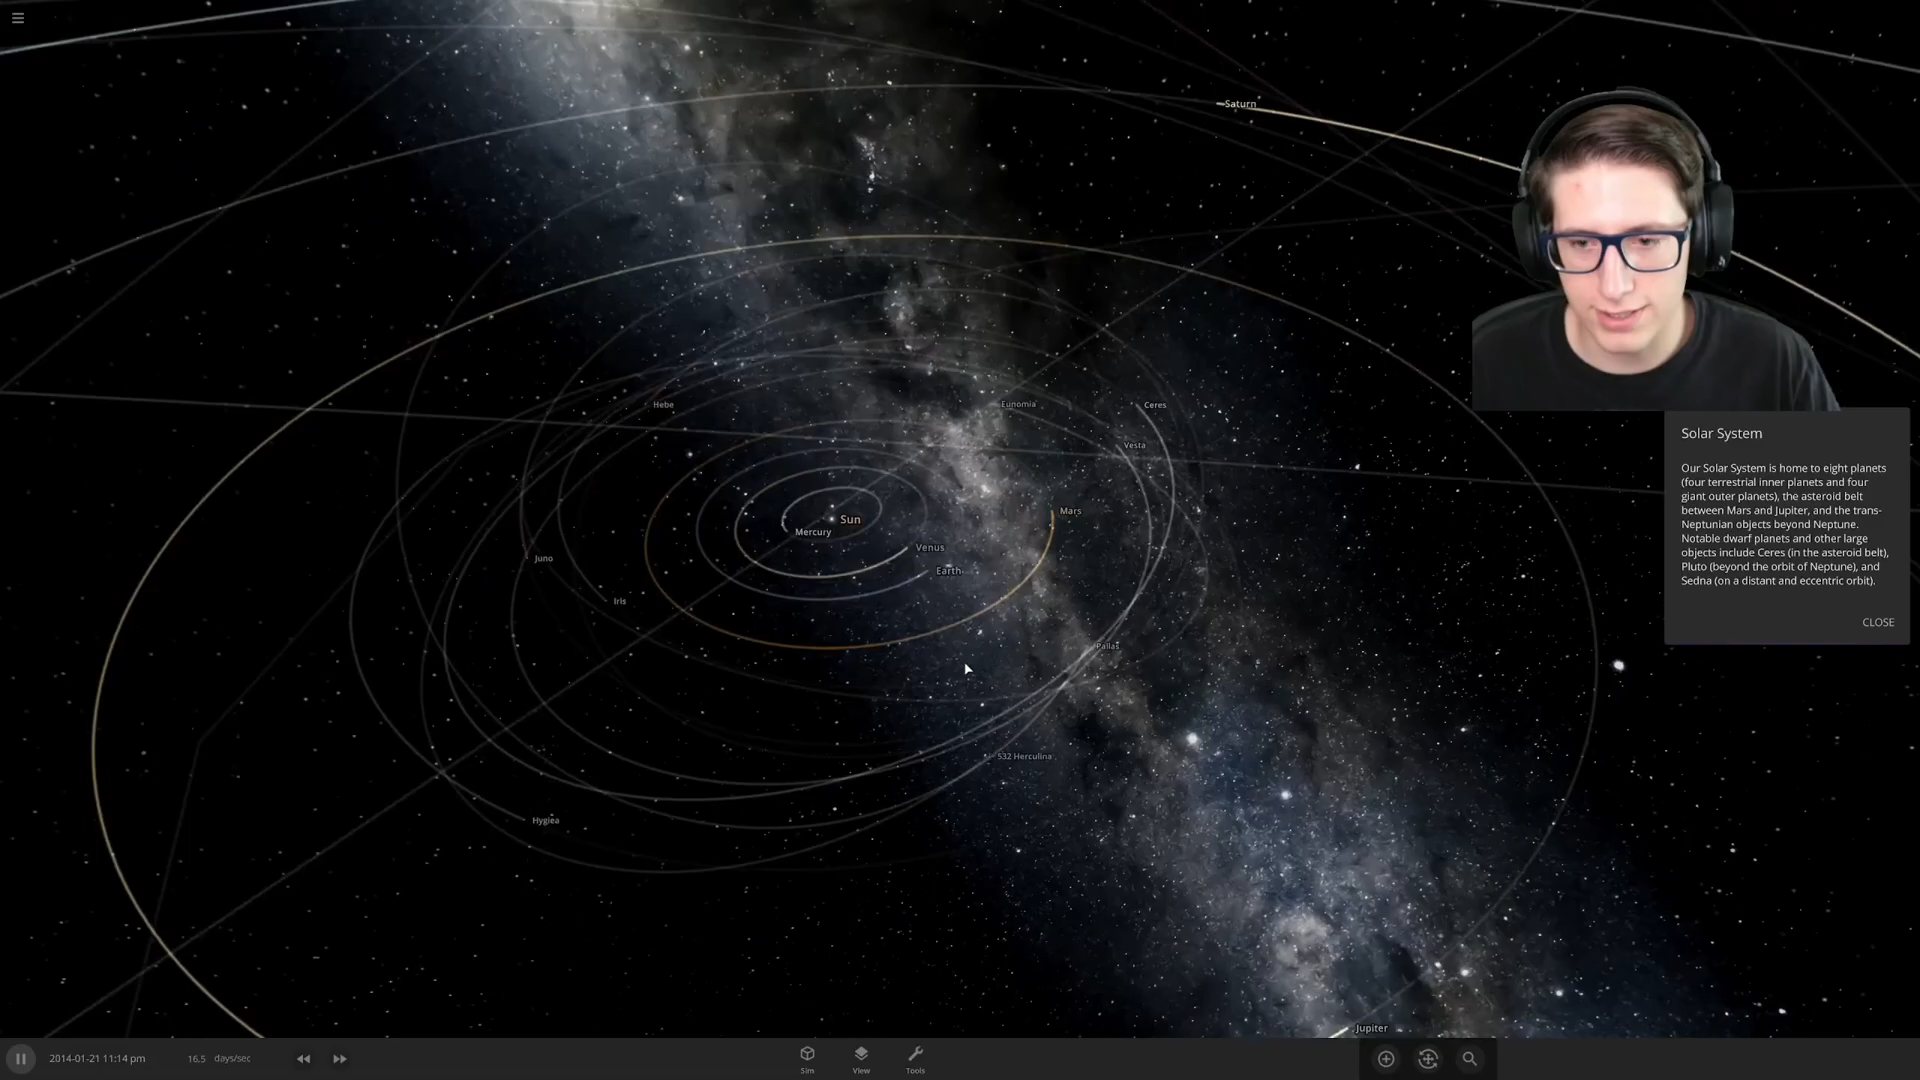 Saturn
Hebe
Eunomia
Ceres
Vesta
Mars
Sun
Mercury
Venus
Earth
Juno
Iris
Pallas
532 Herculina
Hygiea
Jupiter
Solar System
Our Solar System is home to eight planets
(four terrestrial inner planets and four
giant outer planets), the asteroid belt
between Mars and Jupiter, and the trans-
Neptunian objects beyond Neptune.
Notable dwarf planets and other large
objects include Ceres (in the asteroid belt),
Pluto (beyond the orbit of Neptune), and
Sedna (on a distant and eccentric orbit).
CLOSE
2014-01-21 11:14 pm
16.5 days/sec
Sim
View
Tools